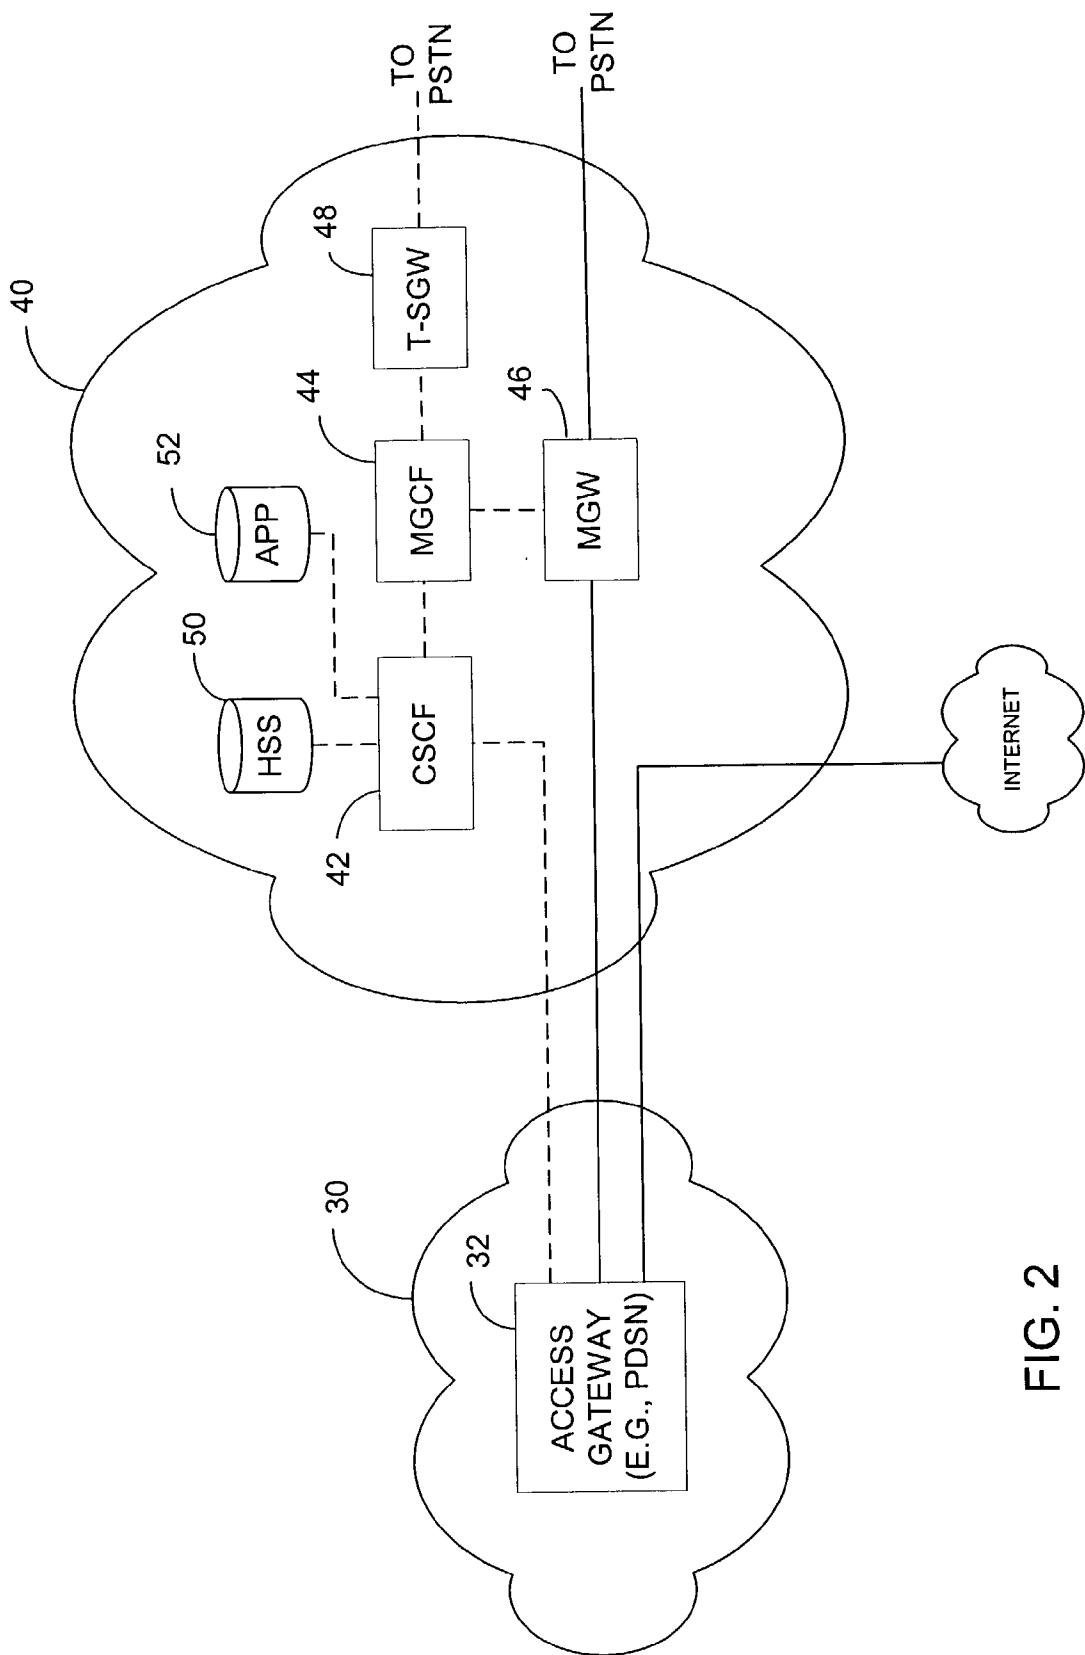 40
50
52
HSS
APP
42
44
48
CSCF
MGCF
T-SGW
TO
PSTN
46
MGW
TO
PSTN
30
32
ACCESS
GATEWAY
(E.G., PDSN)
INTERNET
FIG. 2